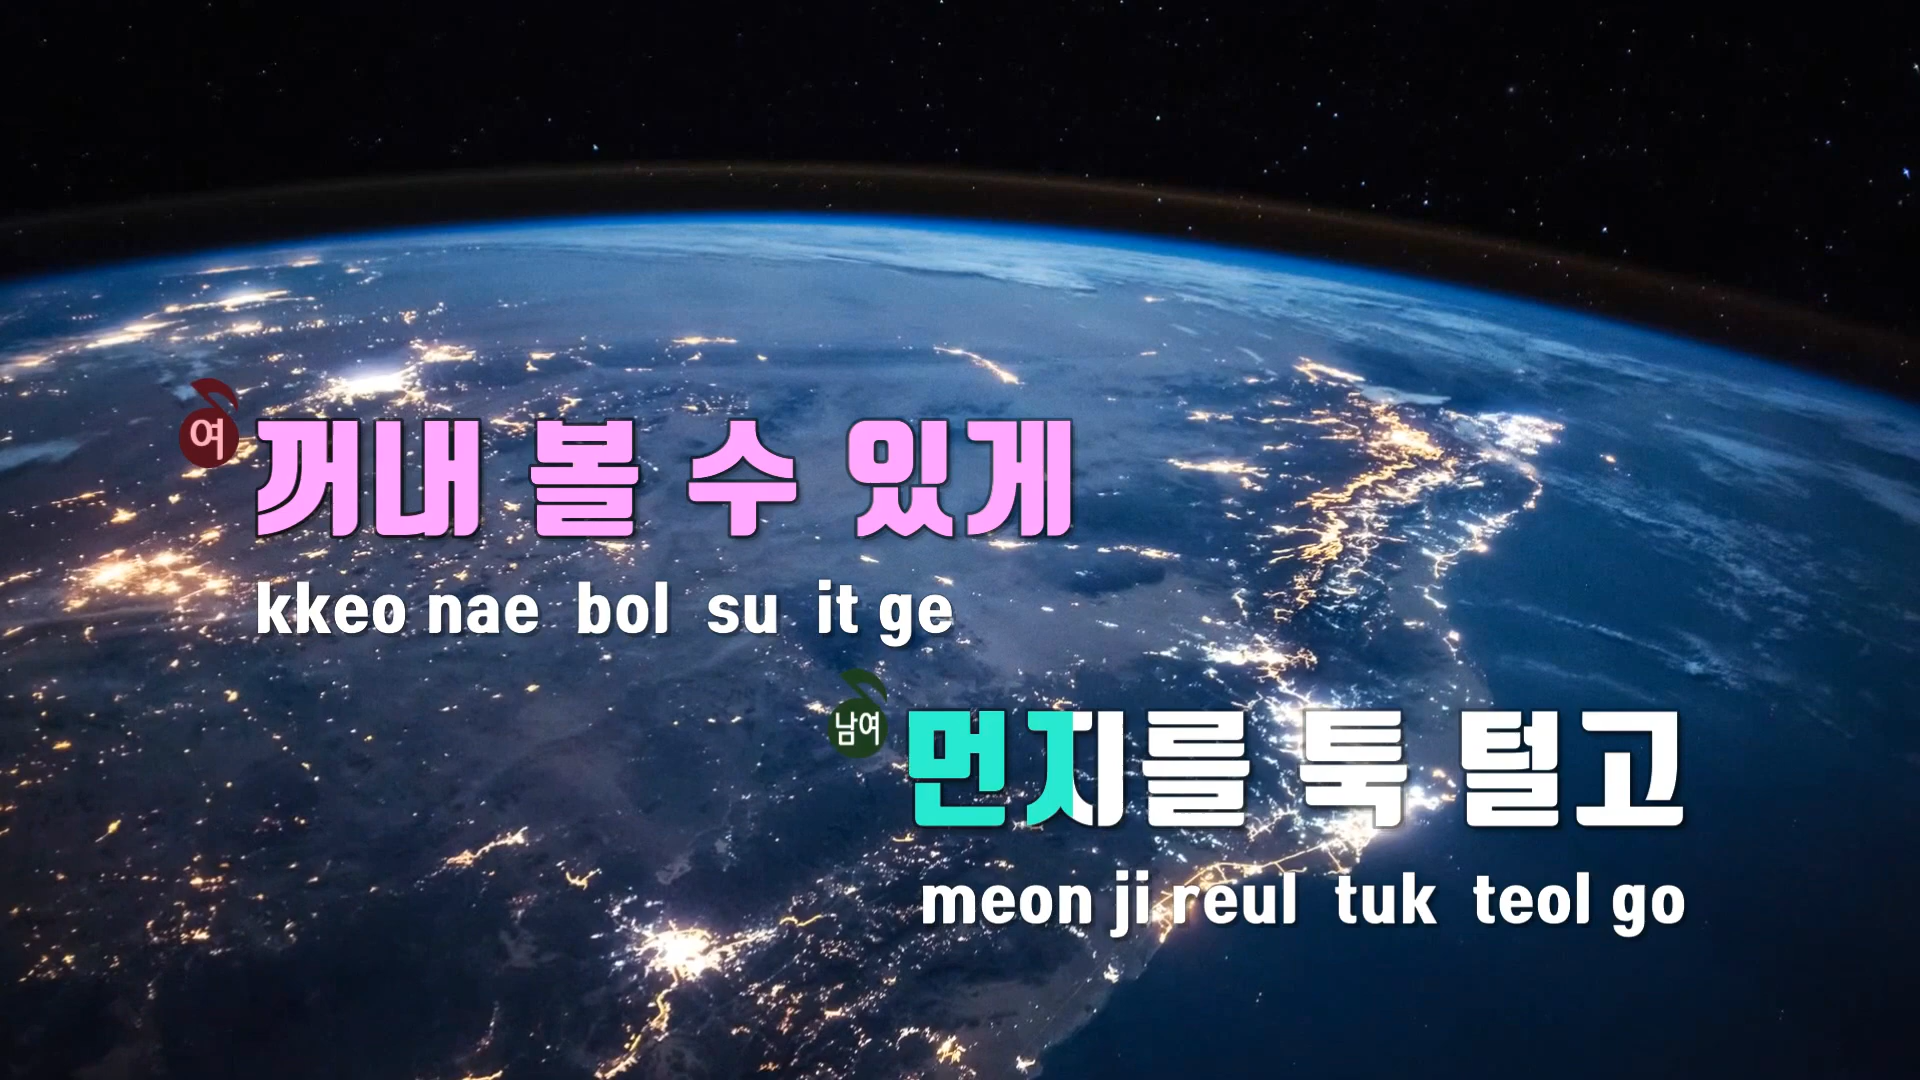 여 꺼내 볼 수 있게
kkeo nae bol su it ge
남여 먼지를 툭 털고
meon ji reul tuk teol go